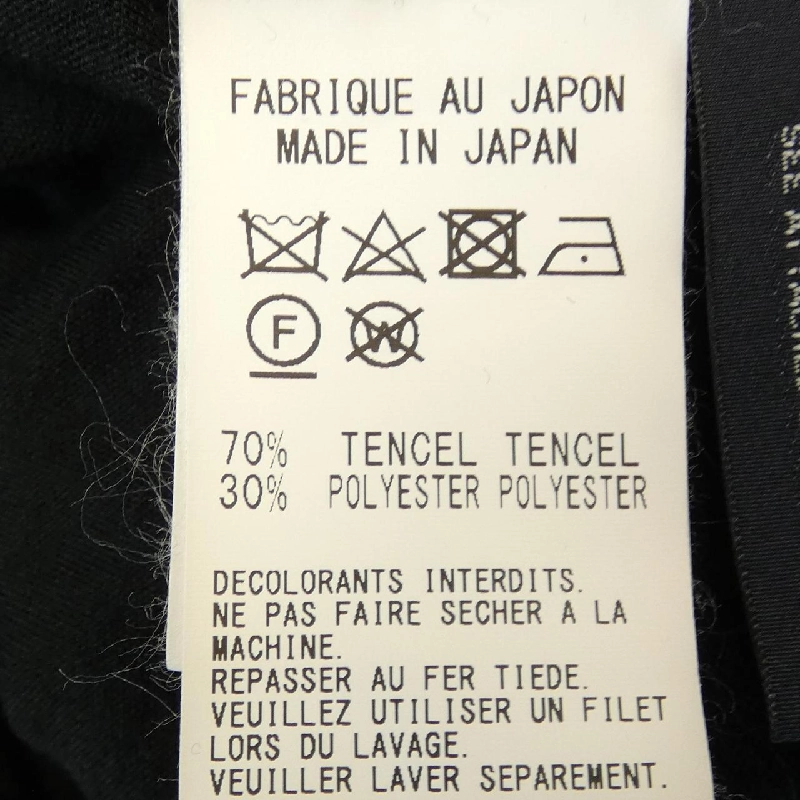 FABRIQUE AU JAPON
MADE IN JAPAN
F
W
70% TENCEL TENCEL
30% POLYESTER POLYESTER
DECOLORANTS INTERDITS.
NE PAS FAIRE SECHER A LA
MACHINE.
REPASSER AU FER TIEDE.
VEUILLEZ UTILISER UN FILET
LORS DU LAVAGE.
VEUILLER LAVER SEPAREMENT.
SEE